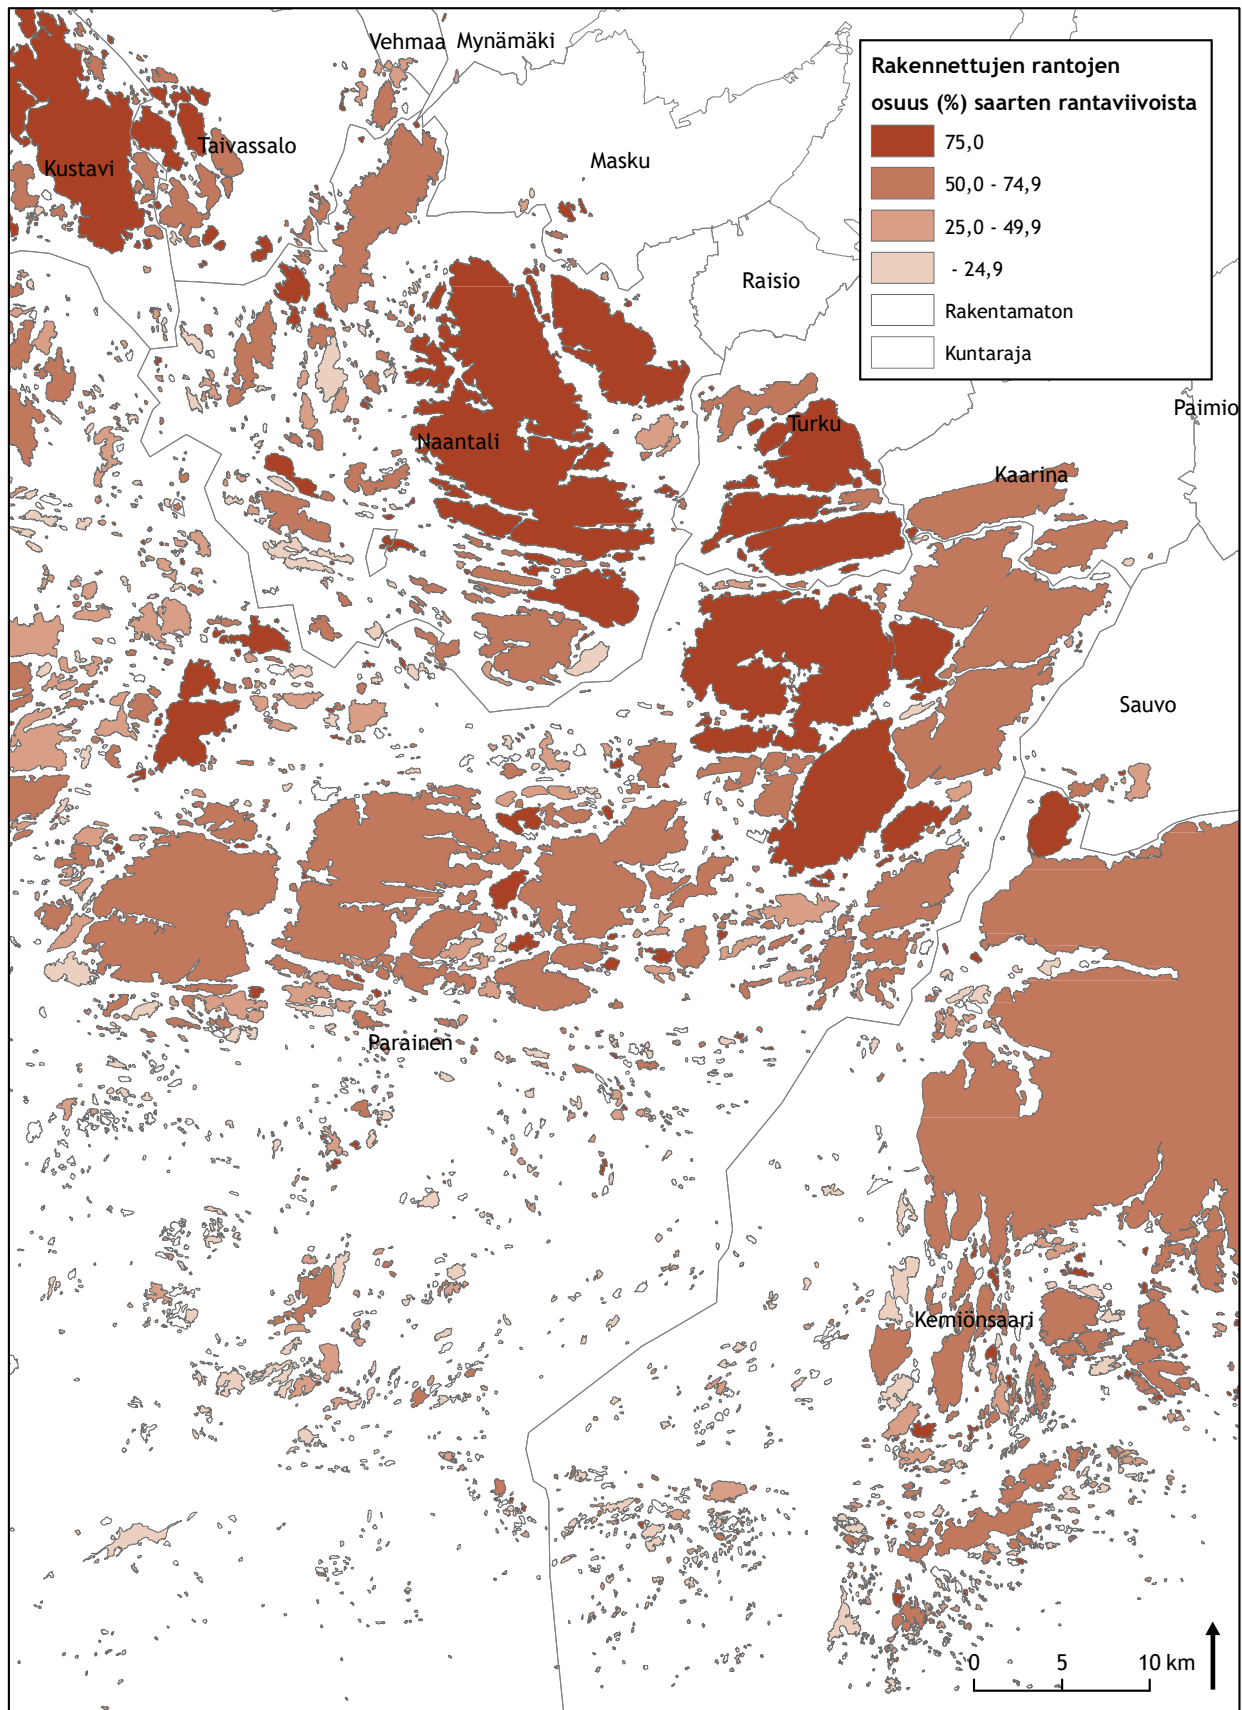 Vehmaa Mynämäki
Rakennettujen rantojen
osuus (%) saarten rantaviivoista
75,0
50,0 - 74,9
25,0 - 49,9
- 24,9
Rakentamaton
Kuntaraja
Taivassalo
Kustavi
Masku
Raisio
Paimio
Turku
Naantali
Kaarina
Sauvo
Parainen
Kemiönsaari
0 5 10 km